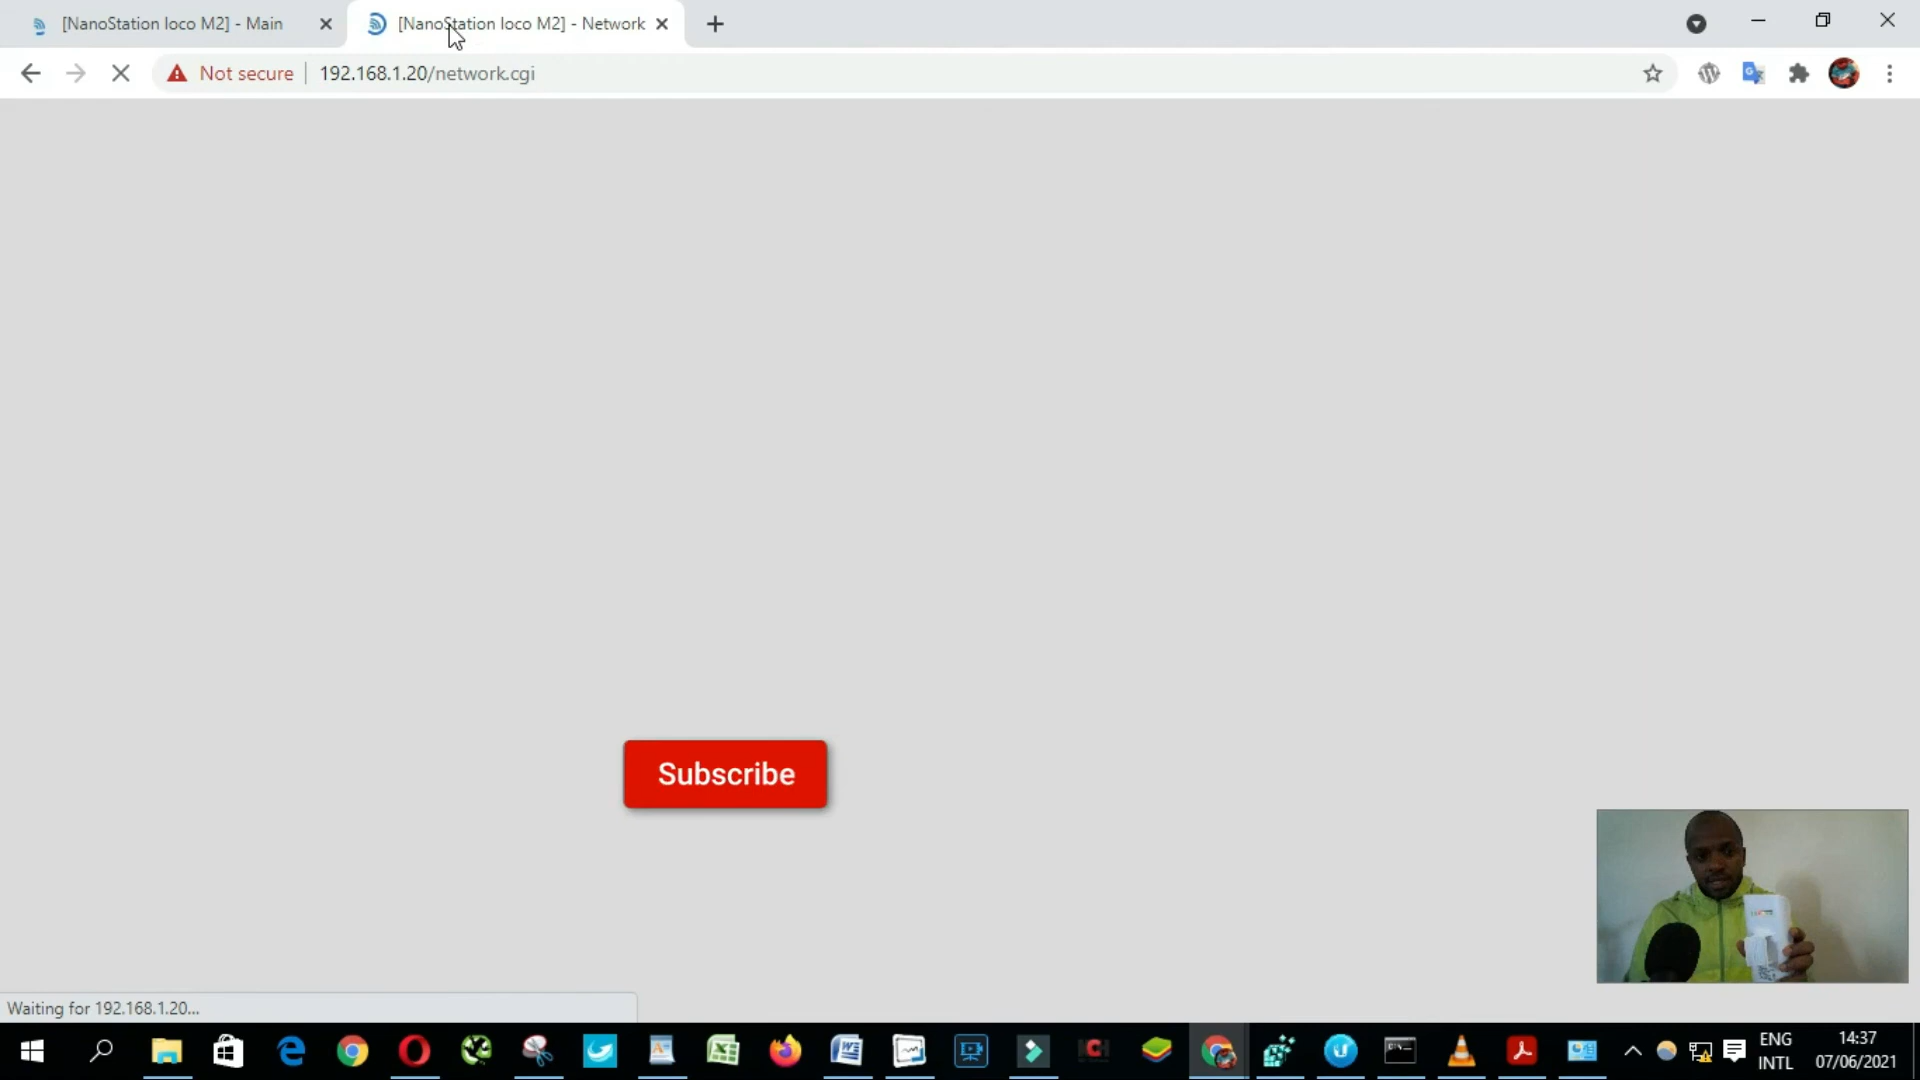 [NanoStation loco M2] - Main
[NanoStation loco M2] - Network
Not secure
192.168.1.20/network.cgi
Subscribe
Waiting for 192.168.1.20...
ENG
INTL
14:37
07/06/2021